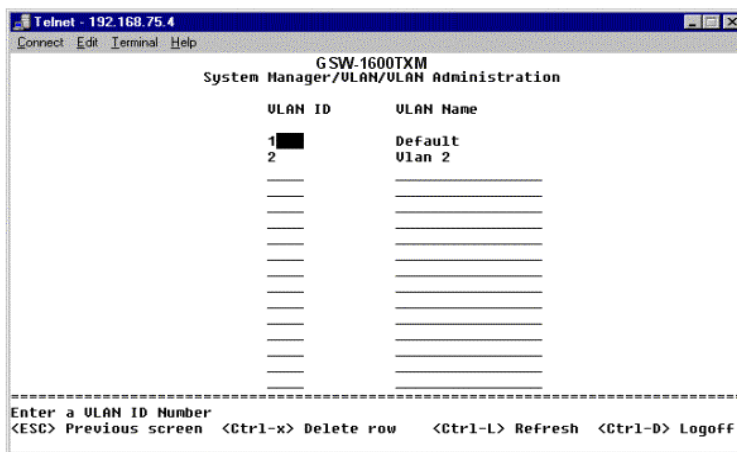 Telnet - 192.168.75.4
Connect Edit Terminal Help
GSW-1600TXM
System Manager/VLAN/VLAN Administration
VLAN ID VLAN Name
1 Default
2 Vlan 2
Enter a VLAN ID Number
<ESC> Previous screen <Ctrl-x> Delete row <Ctrl-L> Refresh <Ctrl-D> Logoff